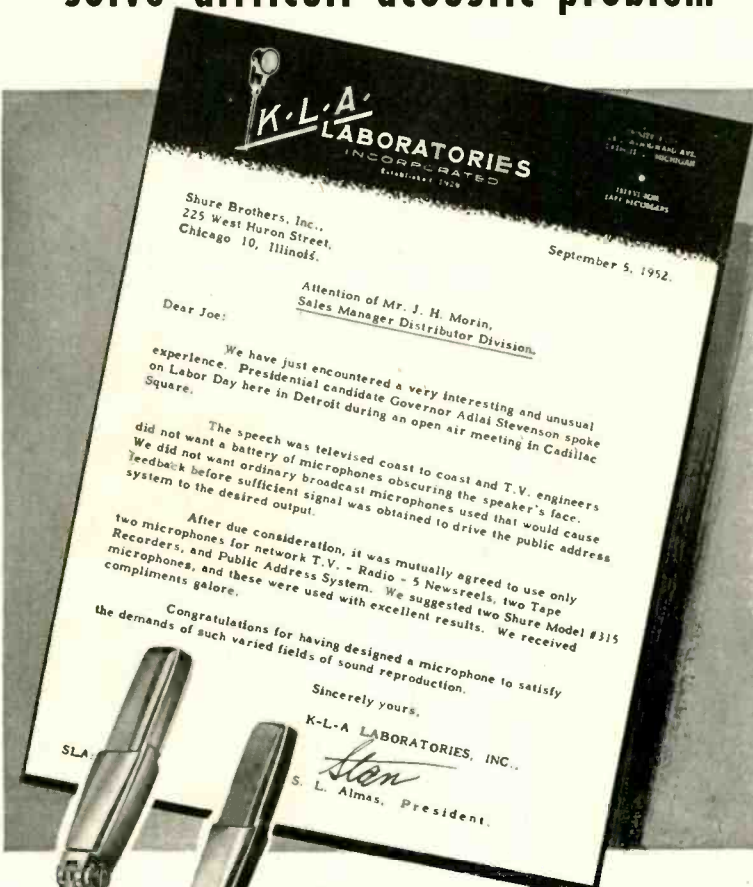 solve difficult acoustic problem
K·L·A·
LABORATORIES
INCORPORATED
Established 1929
MICHIGAN
TAPE RECORDERS
Shure Brothers, Inc.,
225 West Huron Street,
Chicago 10, Illinois.
September 5, 1952.
Attention of Mr. J. H. Morin,
Sales Manager Distributor Division.
Dear Joe:
We have just encountered a very interesting and unusual
experience. Presidential candidate Governor Adlai Stevenson spoke
on Labor Day here in Detroit during an open air meeting in Cadillac
Square.
The speech was televised coast to coast and T.V. engineers
did not want a battery of microphones obscuring the speaker's face.
We did not want ordinary broadcast microphones used that would cause
feedback before sufficient signal was obtained to drive the public address
system to the desired output.
After due consideration, it was mutually agreed to use only
two microphones for network T.V. - Radio - 5 Newsreels, two Tape
Recorders, and Public Address System. We suggested two Shure Model #315
microphones, and these were used with excellent results. We received
compliments galore.
Congratulations for having designed a microphone to satisfy
the demands of such varied fields of sound reproduction.
Sincerely yours,
K-L-A LABORATORIES, INC.,
Stan
SLA:
S. L. Almas, President.